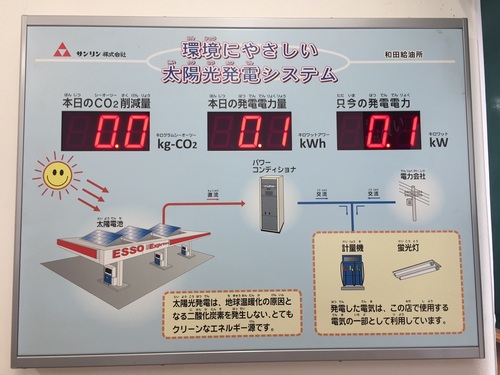 サンリン株式会社
環境にやさしい
太陽光発電システム
和田給油所
本日のCO2削減量
本日の発電電力量
只今の発電電力
0.0 kg-CO2
0.1 kWh
0.1 kW
パワー
コンディショナ
電力会社
直流
交流
交流
太陽電池
ESSO Express
計量機
蛍光灯
太陽光発電は、地球温暖化の原因と
なる二酸化炭素を発生しない、とても
クリーンなエネルギー源です。
発電した電気は、この店で使用する
電気の一部として利用しています。